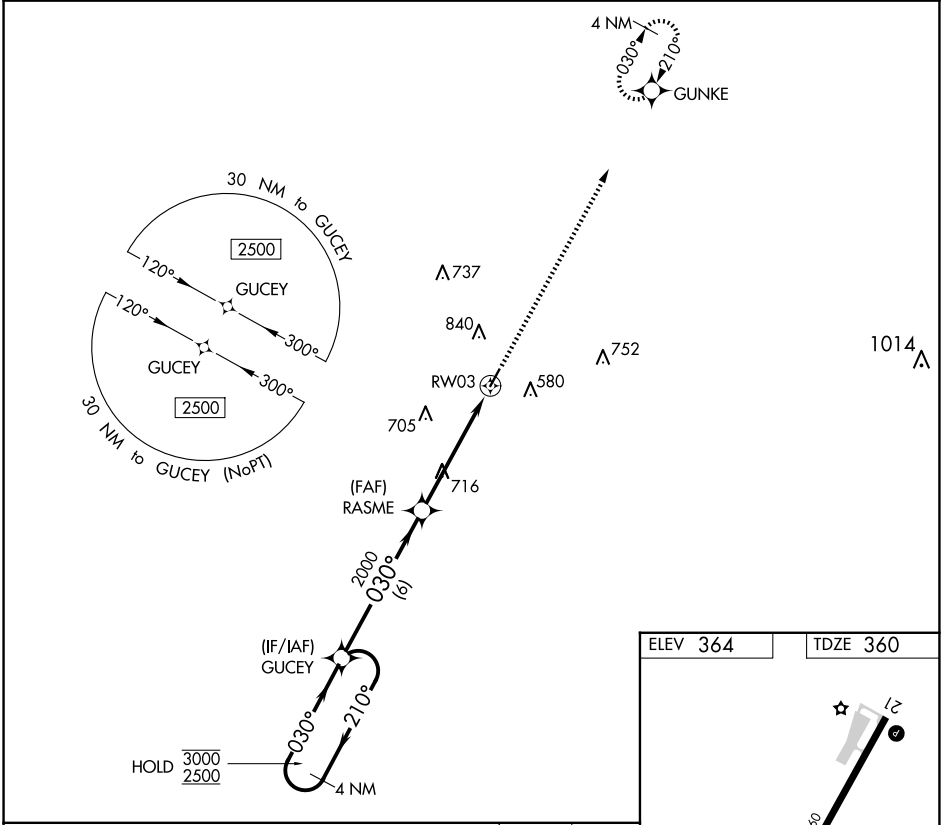 4 NM
030°
210°
GUNKE
30 NM to GUCEY
2500
120°
GUCEY
300°
120°
GUCEY
300°
2500
30 NM to GUCEY (NoPT)
737
840
752
1014
RW03
580
705
716
(FAF)
RASME
2000
030°
(6)
(IF/IAF)
GUCEY
030°
210°
HOLD 3000
2500
4 NM
ELEV 364
TDZE 360
21
P
60